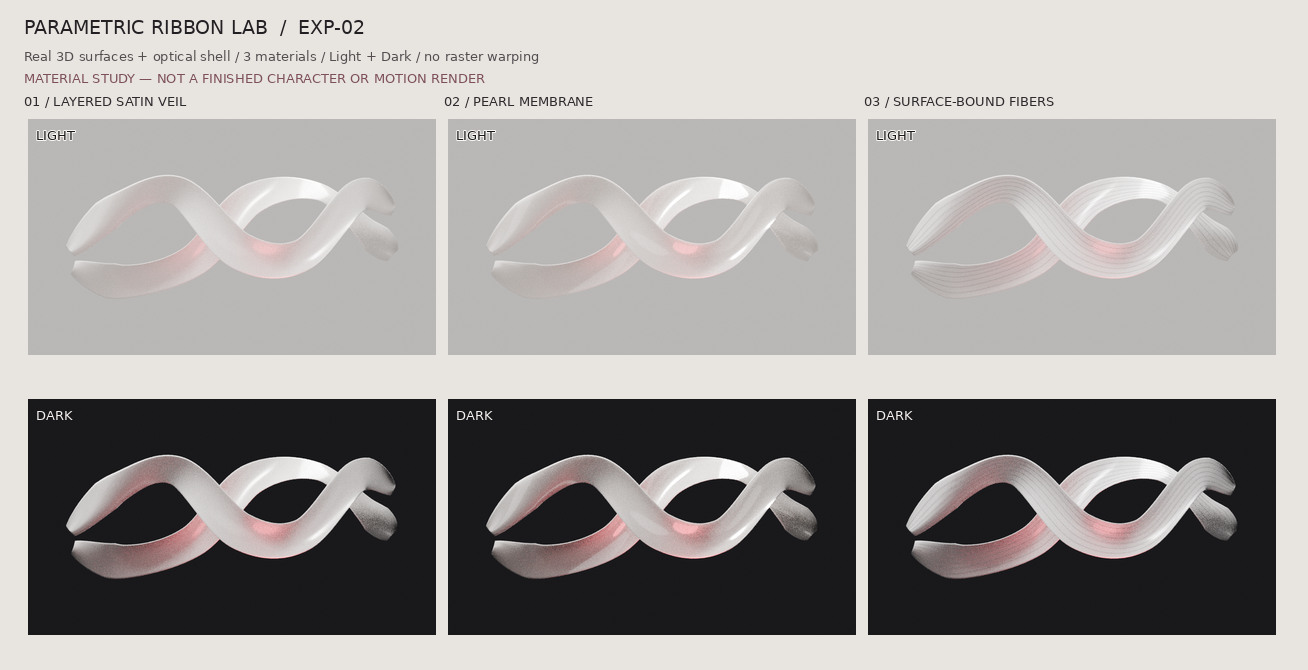 PARAMETRIC RIBBON LAB / EXP-02
Real 3D surfaces + optical shell / 3 materials / Light + Dark / no raster warping
MATERIAL STUDY — NOT A FINISHED CHARACTER OR MOTION RENDER
01 / LAYERED SATIN VEIL
02 / PEARL MEMBRANE
03 / SURFACE-BOUND FIBERS
LIGHT
LIGHT
LIGHT
DARK
DARK
DARK